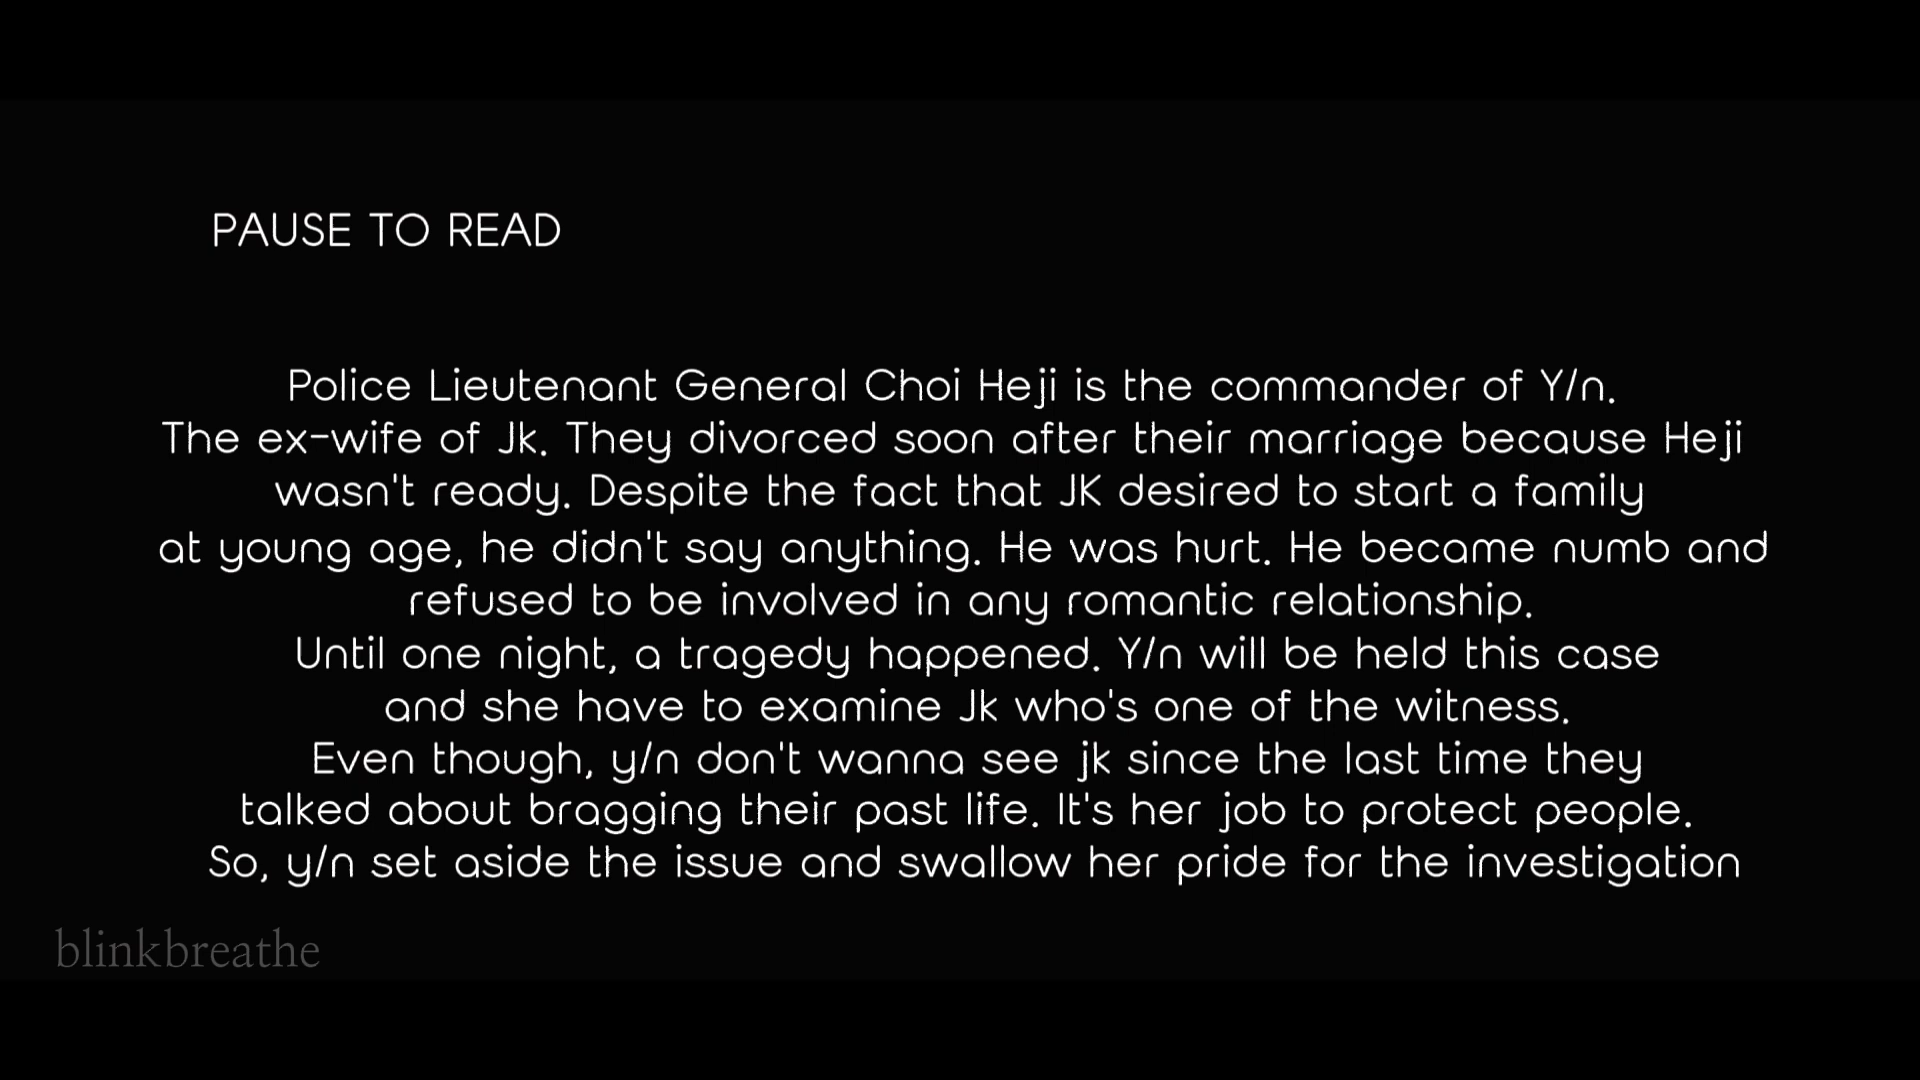 PAUSE TO READ
Police Lieutenant General Choi Heji is the commander of Y/n.
The ex-wife of Jk. They divorced soon after their marriage because Heji
wasn't ready. Despite the fact that JK desired to start a family
at young age, he didn't say anything. He was hurt. He became numb and
refused to be involved in any romantic relationship.
Until one night, a tragedy happened. Y/n will be held this case
and she have to examine Jk who's one of the witness.
Even though, y/n don't wanna see jk since the last time they
talked about bragging their past life. It's her job to protect people.
So, y/n set aside the issue and swallow her pride for the investigation
blinkbreathe